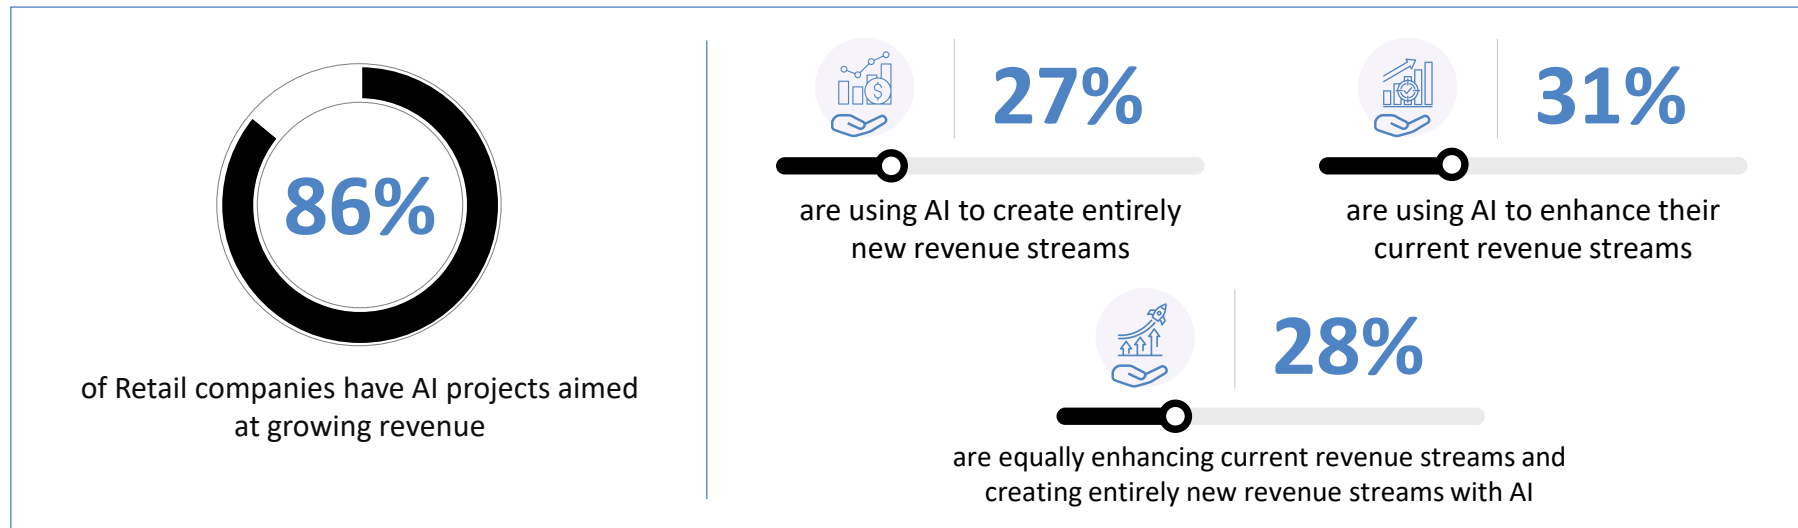 86%
of Retail companies have AI projects aimed
at growing revenue
27%
are using AI to create entirely
new revenue streams
31%
are using AI to enhance their
current revenue streams
28%
are equally enhancing current revenue streams and
creating entirely new revenue streams with AI